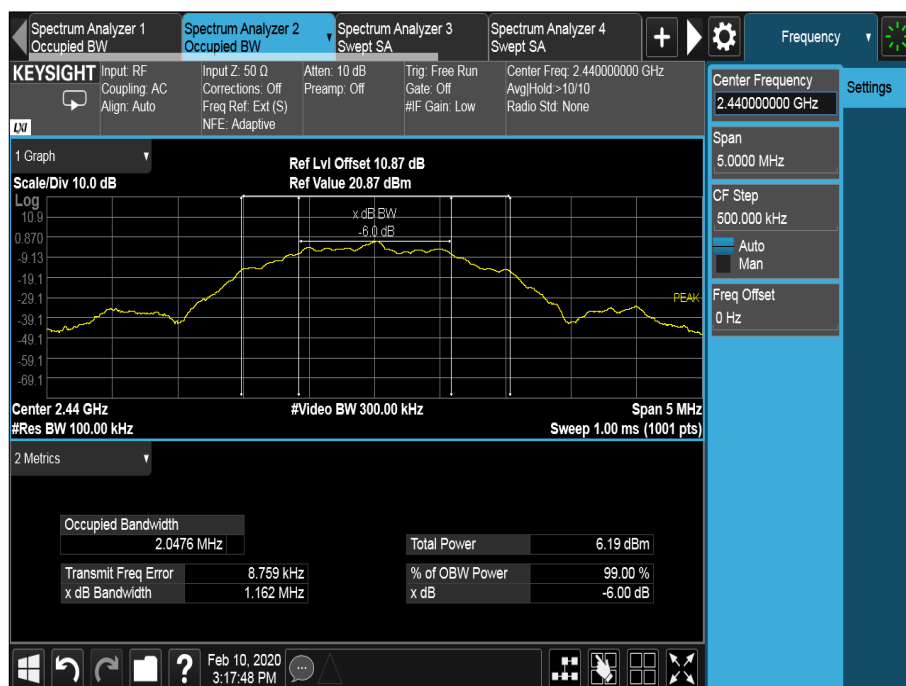 Spectrum Analyzer 1
Occupied BW
Spectrum Analyzer 2
Occupied BW
Spectrum Analyzer 3
Swept SA
Spectrum Analyzer 4
Swept SA
+
Frequency
KEYSIGHT
Input: RF
Coupling: AC
Align: Auto
Input Z: 50 Ω
Corrections: Off
Freq Ref: Ext (S)
NFE: Adaptive
Atten: 10 dB
Preamp: Off
Trig: Free Run
Gate: Off
#IF Gain: Low
Center Freq: 2.440000000 GHz
Avg|Hold:>10/10
Radio Std: None
LXI
Center Frequency
2.440000000 GHz
Settings
Span
5.0000 MHz
CF Step
500.000 kHz
Auto
Man
Freq Offset
0 Hz
1 Graph
Scale/Div 10.0 dB
Ref Lvl Offset 10.87 dB
Ref Value 20.87 dBm
Log
10.9
0.870
-9.13
-19.1
-29.1
-39.1
-49.1
-59.1
-69.1
x dB BW
-6.0 dB
PEAK
Center 2.44 GHz
#Video BW 300.00 kHz
Span 5 MHz
#Res BW 100.00 kHz
Sweep 1.00 ms (1001 pts)
2 Metrics
Occupied Bandwidth
2.0476 MHz
Total Power 6.19 dBm
Transmit Freq Error 8.759 kHz
% of OBW Power 99.00 %
x dB Bandwidth 1.162 MHz
x dB -6.00 dB
?
Feb 10, 2020
3:17:48 PM